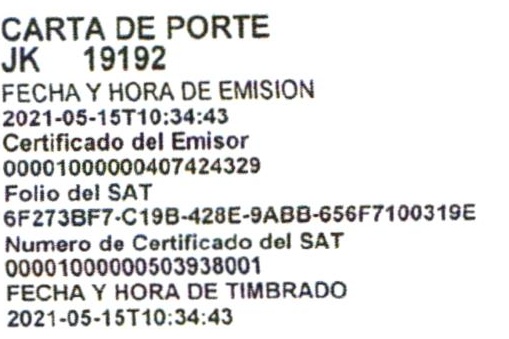 CARTA DE PORTE
JK 19192
FECHA Y HORA DE EMISION
2021-05-15T10:34:43
Certificado del Emisor
00001000000407424329
Folio del SAT
6F273BF7-C19B-428E-9ABB-656F7100319E
Numero de Certificado del SAT
00001000000503938001
FECHA Y HORA DE TIMBRADO
2021-05-15T10:34:43